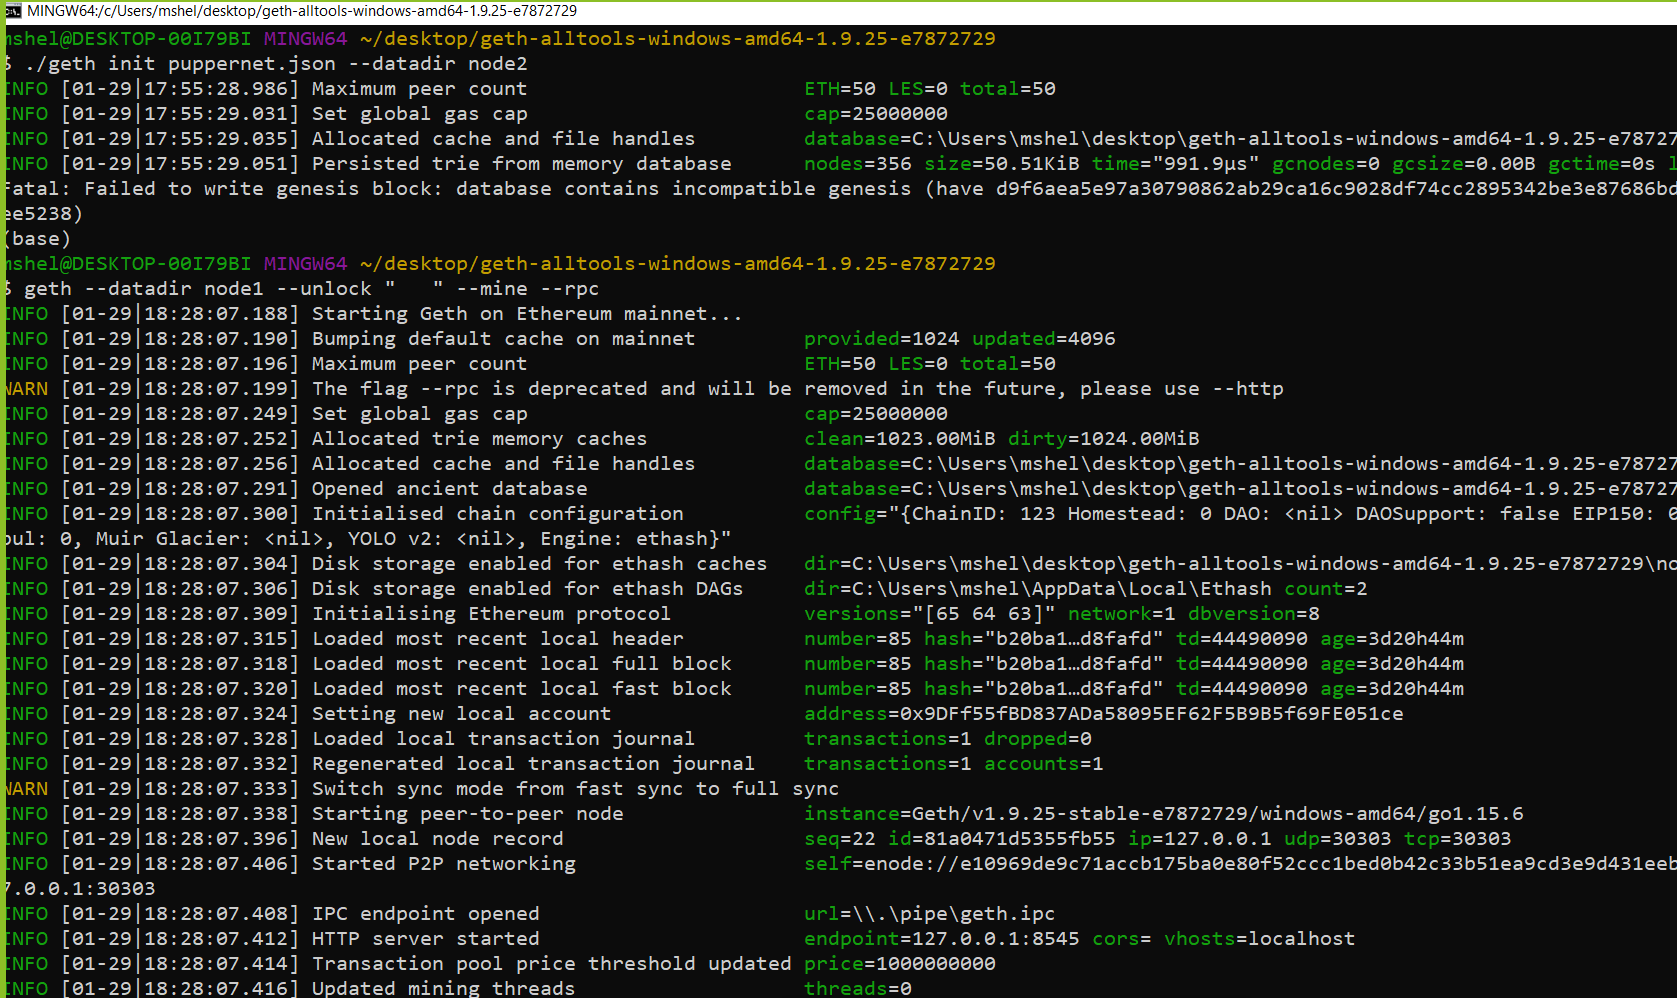 MINGW64:/c/Users/mshel/desktop/geth-alltools-windows-amd64-1.9.25-e7872729
mshel@DESKTOP-00I79BI MINGW64 ~/desktop/geth-alltools-windows-amd64-1.9.25-e7872729
$ ./geth init puppernet.json --datadir node2
INFO [01-29|17:55:28.986] Maximum peer count ETH=50 LES=0 total=50
INFO [01-29|17:55:29.031] Set global gas cap cap=25000000
INFO [01-29|17:55:29.035] Allocated cache and file handles database=C:\Users\mshel\desktop\geth-alltools-windows-amd64-1.9.25-e78727
INFO [01-29|17:55:29.051] Persisted trie from memory database nodes=356 size=50.51KiB time="991.9µs" gcnodes=0 gcsize=0.00B gctime=0s l
Fatal: Failed to write genesis block: database contains incompatible genesis (have d9f6aea5e97a30790862ab29ca16c9028df74cc2895342be3e87686bd
ee5238)
(base)
mshel@DESKTOP-00I79BI MINGW64 ~/desktop/geth-alltools-windows-amd64-1.9.25-e7872729
$ geth --datadir node1 --unlock "   " --mine --rpc
INFO [01-29|18:28:07.188] Starting Geth on Ethereum mainnet...
INFO [01-29|18:28:07.190] Bumping default cache on mainnet provided=1024 updated=4096
INFO [01-29|18:28:07.196] Maximum peer count ETH=50 LES=0 total=50
WARN [01-29|18:28:07.199] The flag --rpc is deprecated and will be removed in the future, please use --http
INFO [01-29|18:28:07.249] Set global gas cap cap=25000000
INFO [01-29|18:28:07.252] Allocated trie memory caches clean=1023.00MiB dirty=1024.00MiB
INFO [01-29|18:28:07.256] Allocated cache and file handles database=C:\Users\mshel\desktop\geth-alltools-windows-amd64-1.9.25-e78727
INFO [01-29|18:28:07.291] Opened ancient database database=C:\Users\mshel\desktop\geth-alltools-windows-amd64-1.9.25-e78727
INFO [01-29|18:28:07.300] Initialised chain configuration config="{ChainID: 123 Homestead: 0 DAO: <nil> DAOSupport: false EIP150: 0
bul: 0, Muir Glacier: <nil>, YOLO v2: <nil>, Engine: ethash}"
INFO [01-29|18:28:07.304] Disk storage enabled for ethash caches dir=C:\Users\mshel\desktop\geth-alltools-windows-amd64-1.9.25-e7872729\no
INFO [01-29|18:28:07.306] Disk storage enabled for ethash DAGs dir=C:\Users\mshel\AppData\Local\Ethash count=2
INFO [01-29|18:28:07.309] Initialising Ethereum protocol versions="[65 64 63]" network=1 dbversion=8
INFO [01-29|18:28:07.315] Loaded most recent local header number=85 hash="b20ba1…d8fafd" td=44490090 age=3d20h44m
INFO [01-29|18:28:07.318] Loaded most recent local full block number=85 hash="b20ba1…d8fafd" td=44490090 age=3d20h44m
INFO [01-29|18:28:07.320] Loaded most recent local fast block number=85 hash="b20ba1…d8fafd" td=44490090 age=3d20h44m
INFO [01-29|18:28:07.324] Setting new local account address=0x9DFf55fBD837ADa58095EF62F5B9B5f69FE051ce
INFO [01-29|18:28:07.328] Loaded local transaction journal transactions=1 dropped=0
INFO [01-29|18:28:07.332] Regenerated local transaction journal transactions=1 accounts=1
WARN [01-29|18:28:07.333] Switch sync mode from fast sync to full sync
INFO [01-29|18:28:07.338] Starting peer-to-peer node instance=Geth/v1.9.25-stable-e7872729/windows-amd64/go1.15.6
INFO [01-29|18:28:07.396] New local node record seq=22 id=81a0471d5355fb55 ip=127.0.0.1 udp=30303 tcp=30303
INFO [01-29|18:28:07.406] Started P2P networking self=enode://e10969de9c71accb175ba0e80f52ccc1bed0b42c33b51ea9cd3e9d431eeb
7.0.0.1:30303
INFO [01-29|18:28:07.408] IPC endpoint opened url=\\.\pipe\geth.ipc
INFO [01-29|18:28:07.412] HTTP server started endpoint=127.0.0.1:8545 cors= vhosts=localhost
INFO [01-29|18:28:07.414] Transaction pool price threshold updated price=1000000000
INFO [01-29|18:28:07.416] Updated mining threads threads=0